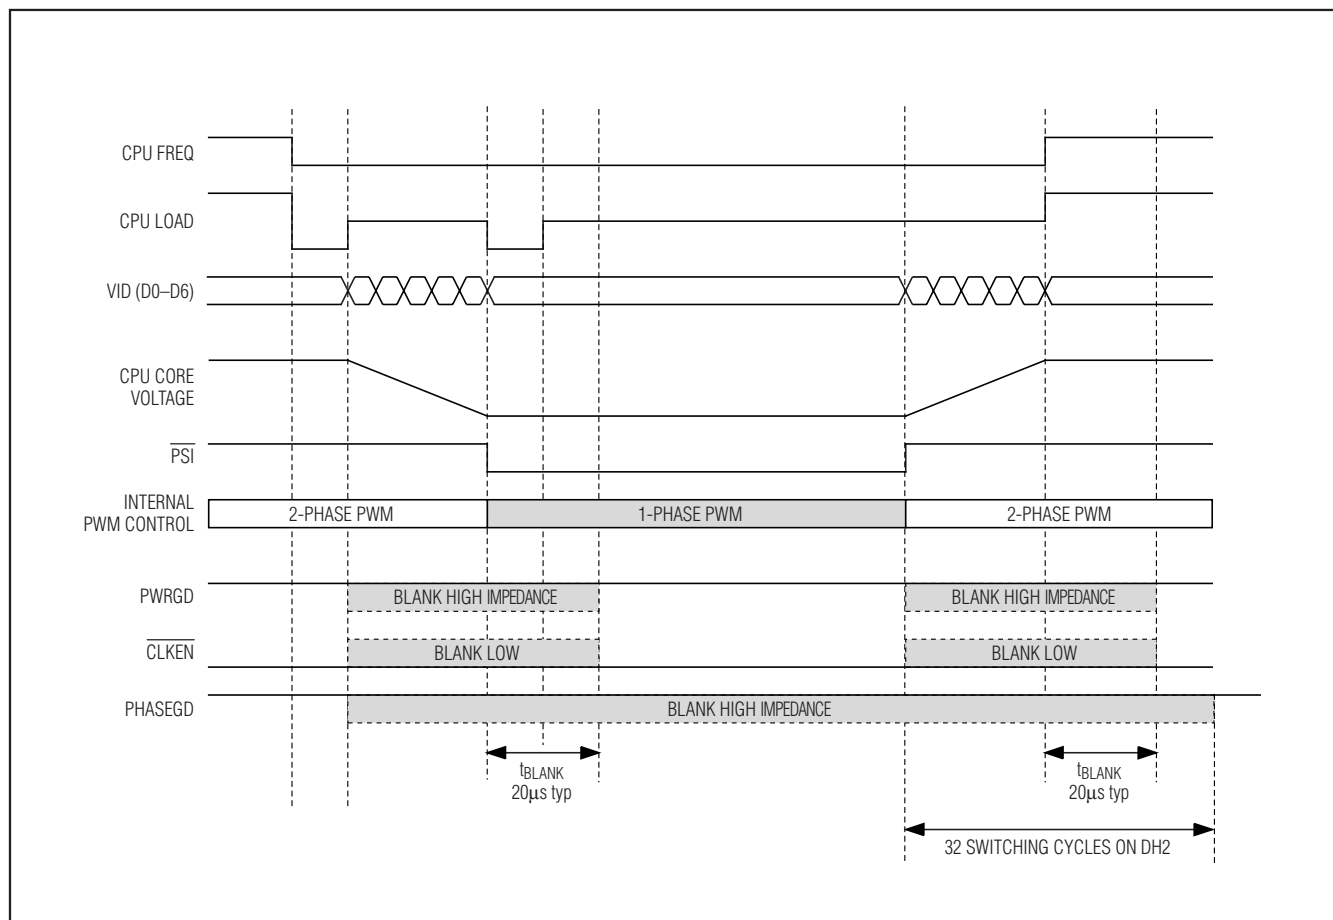 CPU FREQ
CPU LOAD
VID (D0–D6)
CPU CORE
VOLTAGE
PSI
INTERNAL
PWM CONTROL
2-PHASE PWM
1-PHASE PWM
2-PHASE PWM
PWRGD
BLANK HIGH IMPEDANCE
BLANK HIGH IMPEDANCE
CLKEN
BLANK LOW
BLANK LOW
PHASEGD
BLANK HIGH IMPEDANCE
tBLANK
20µs typ
tBLANK
20µs typ
32 SWITCHING CYCLES ON DH2